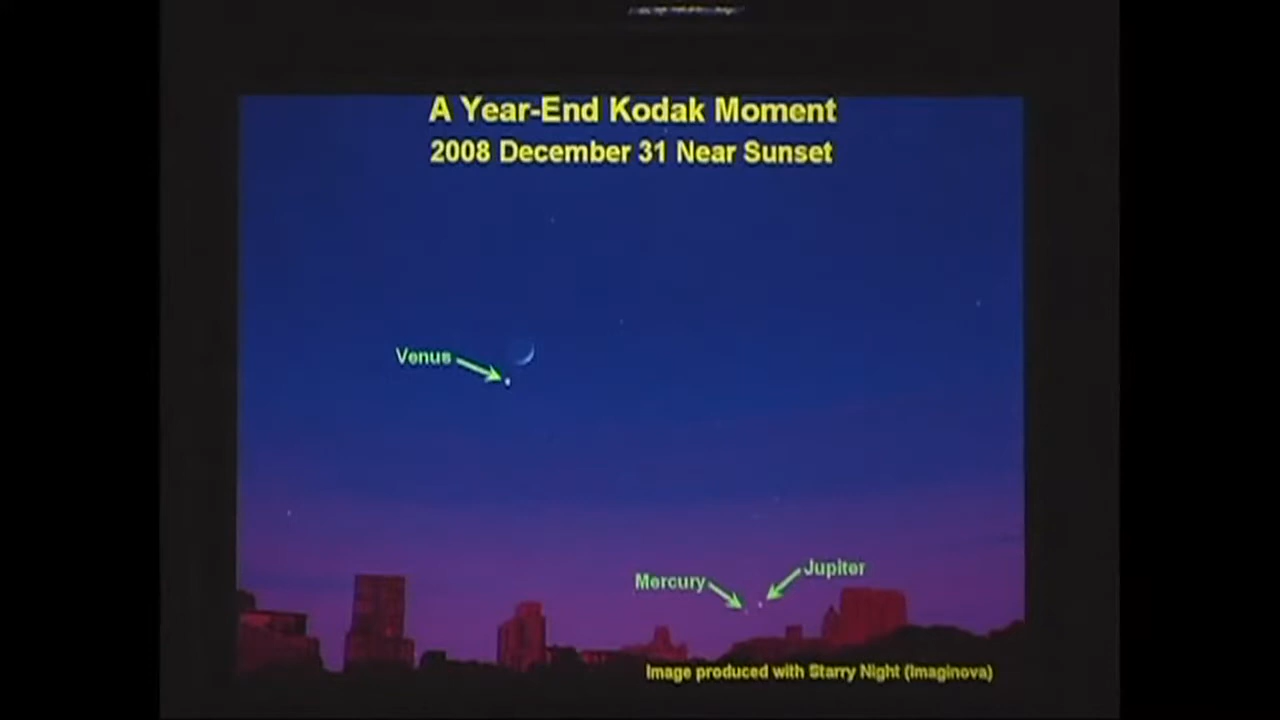 A Year-End Kodak Moment
2008 December 31 Near Sunset
Venus
Jupiter
Mercury
Image produced with Starry Night (Imaginova)